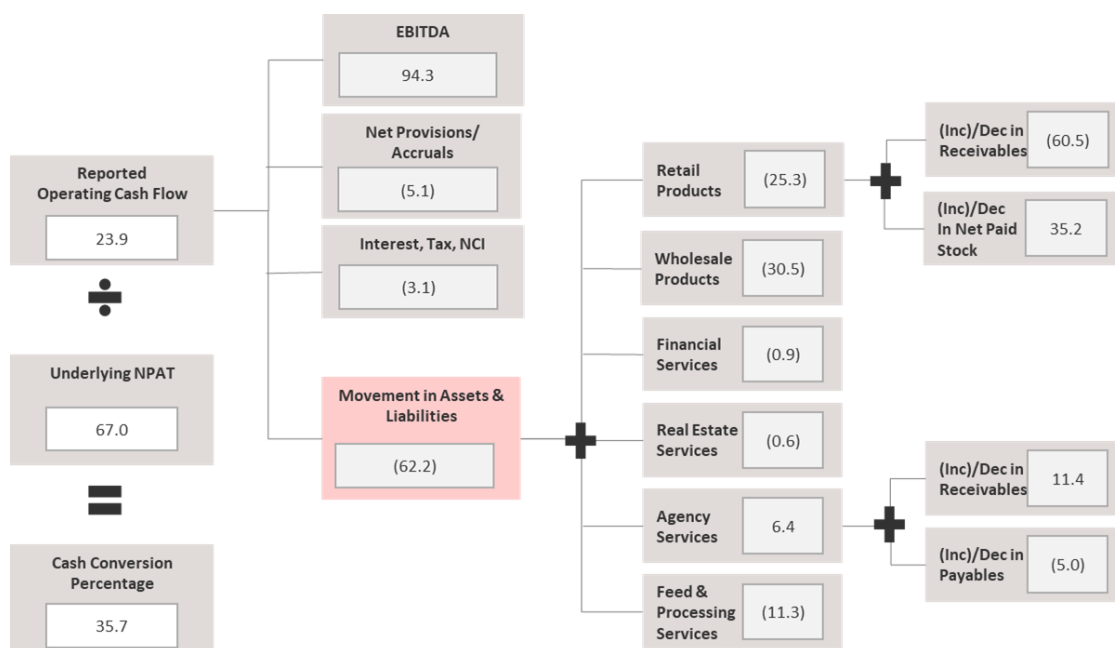 Reported
Operating Cash Flow
23.9
Underlying NPAT
67.0
Cash Conversion
Percentage
35.7
EBITDA
94.3
Net Provisions/
Accruals
(5.1)
Interest, Tax, NCI
(3.1)
Movement in Assets &
Liabilities
(62.2)
Retail
Products
(25.3)
Wholesale
Products
(30.5)
Financial
Services
(0.9)
Real Estate
Services
(0.6)
Agency
Services
6.4
Feed &
Processing
Services
(11.3)
(Inc)/Dec in
Receivables
(60.5)
(Inc)/Dec
In Net Paid
Stock
35.2
(Inc)/Dec in
Receivables
11.4
(Inc)/Dec in
Payables
(5.0)